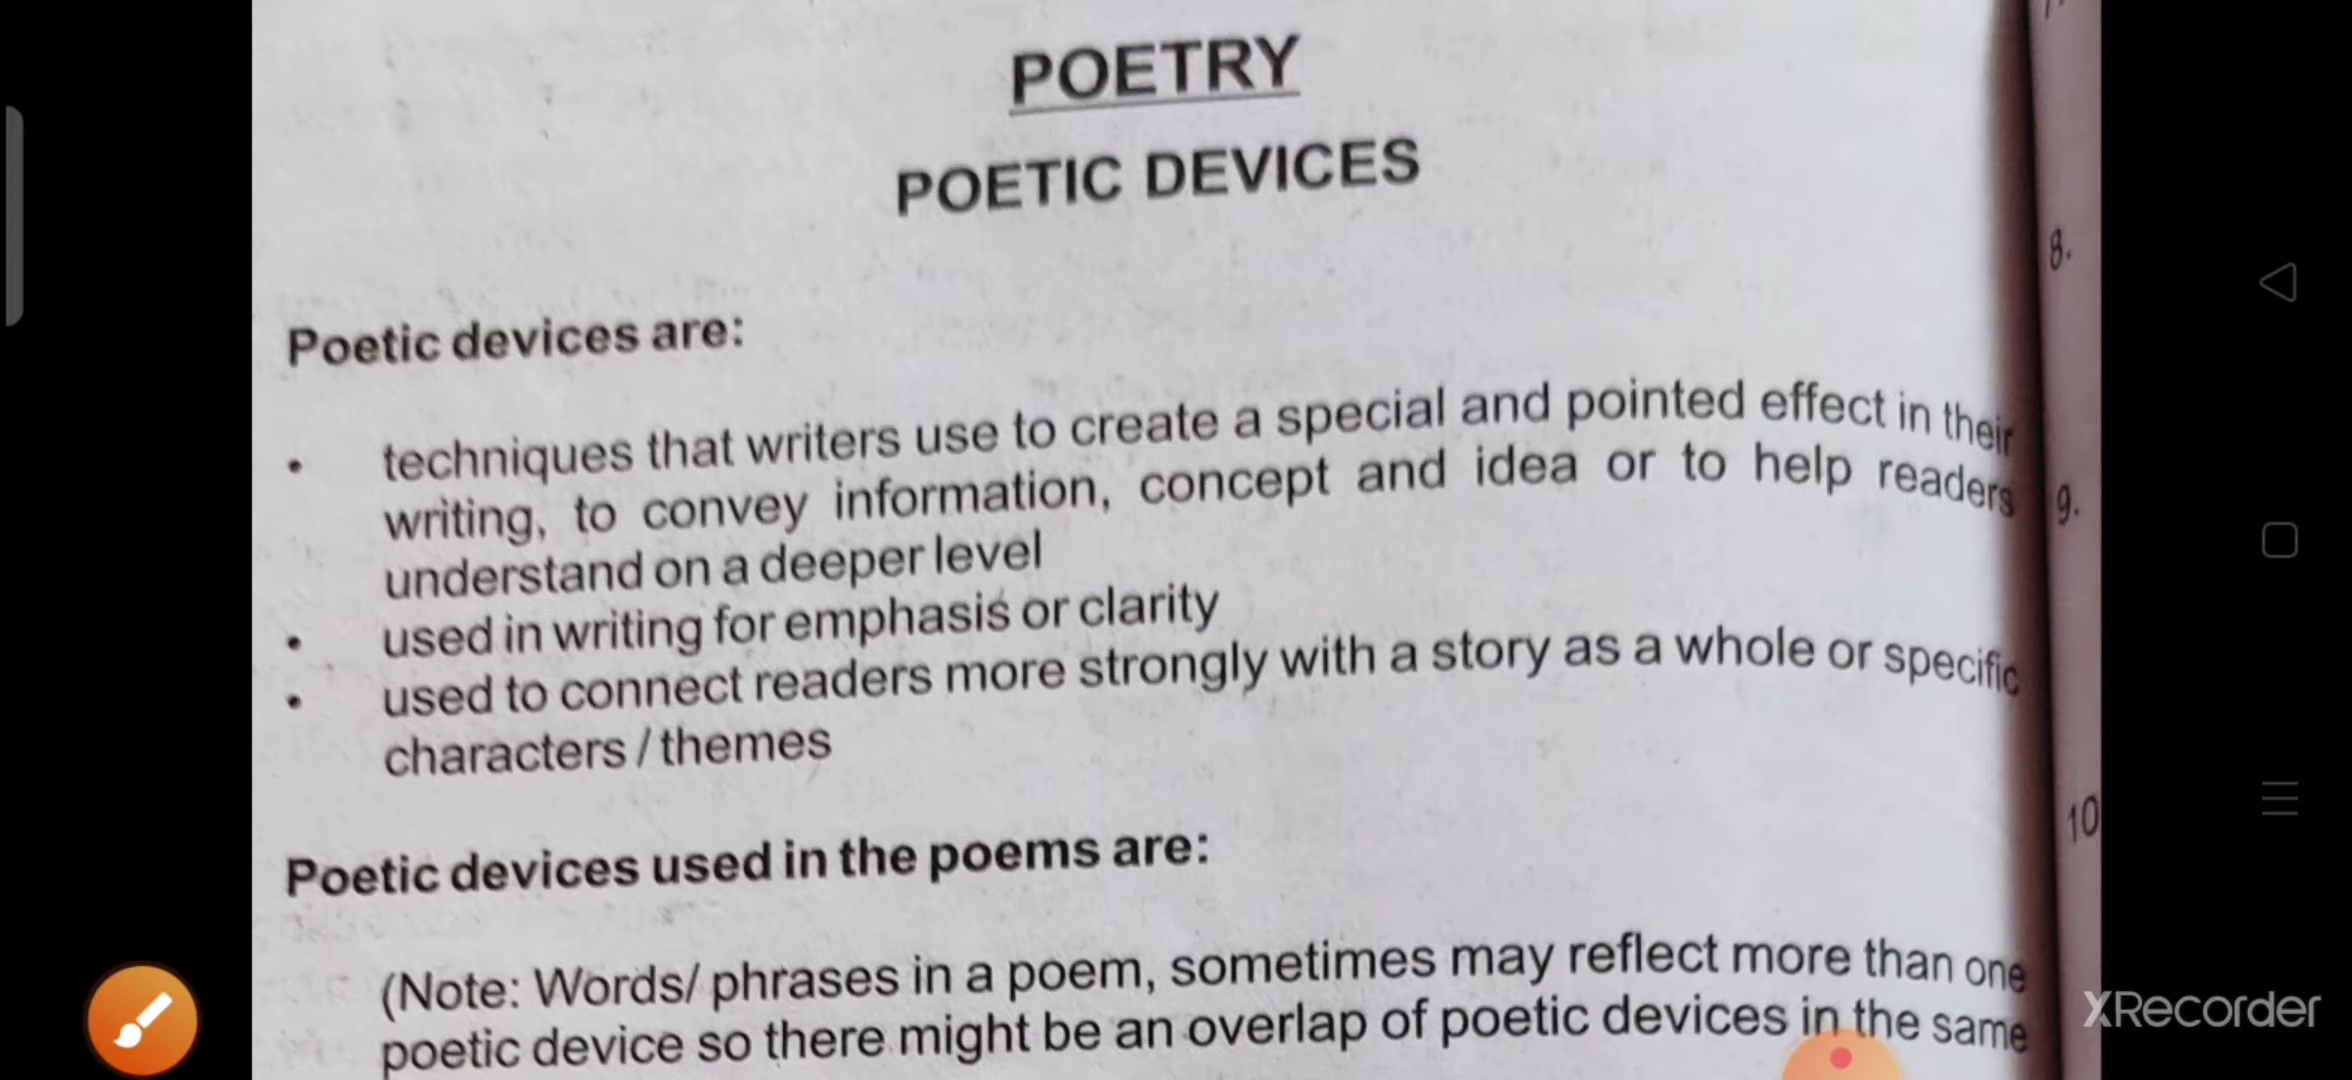 POETRY
POETIC DEVICES
Poetic devices are:
• techniques that writers use to create a special and pointed effect in their
writing, to convey information, concept and idea or to help readers
understand on a deeper level
• used in writing for emphasis or clarity
• used to connect readers more strongly with a story as a whole or specific
characters / themes
Poetic devices used in the poems are:
(Note: Words/ phrases in a poem, sometimes may reflect more than one
poetic device so there might be an overlap of poetic devices in the same
8.
9.
10
XRecorder